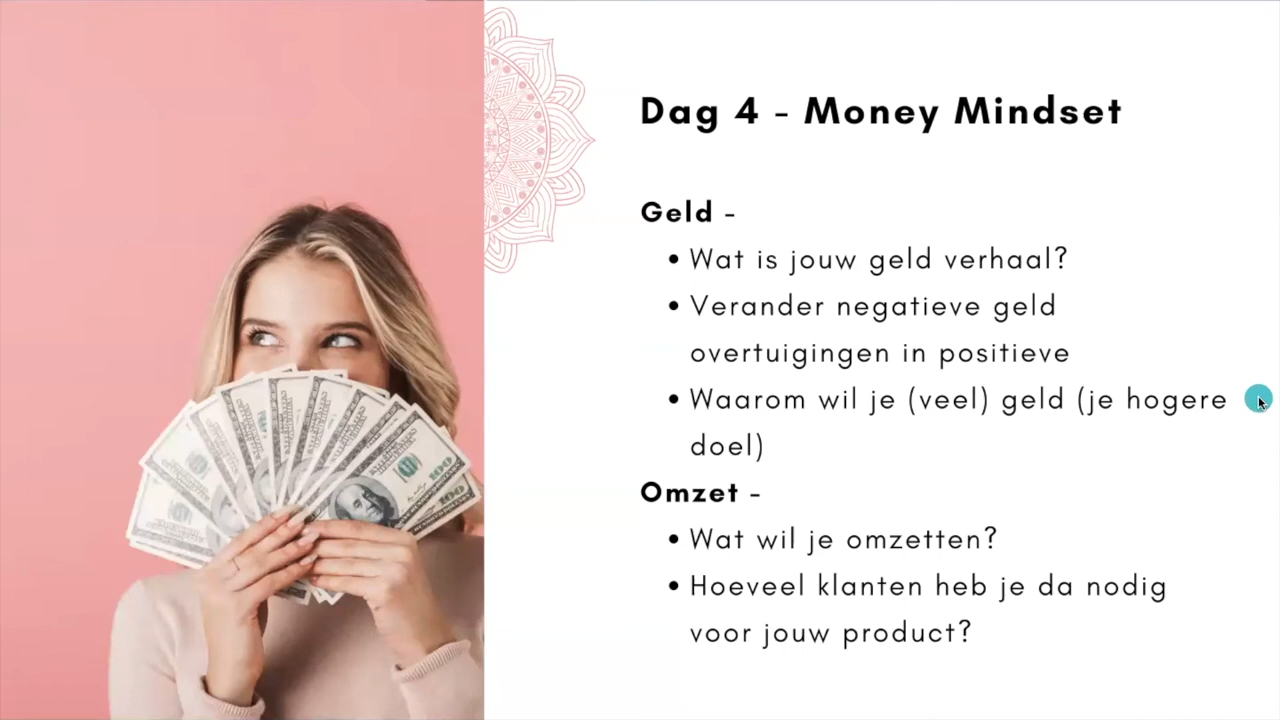 Dag 4 - Money Mindset
Geld -
• Wat is jouw geld verhaal?
• Verander negatieve geld
overtuigingen in positieve
• Waarom wil je (veel) geld (je hogere
doel)
Omzet -
• Wat wil je omzetten?
• Hoeveel klanten heb je da nodig
voor jouw product?
100
100